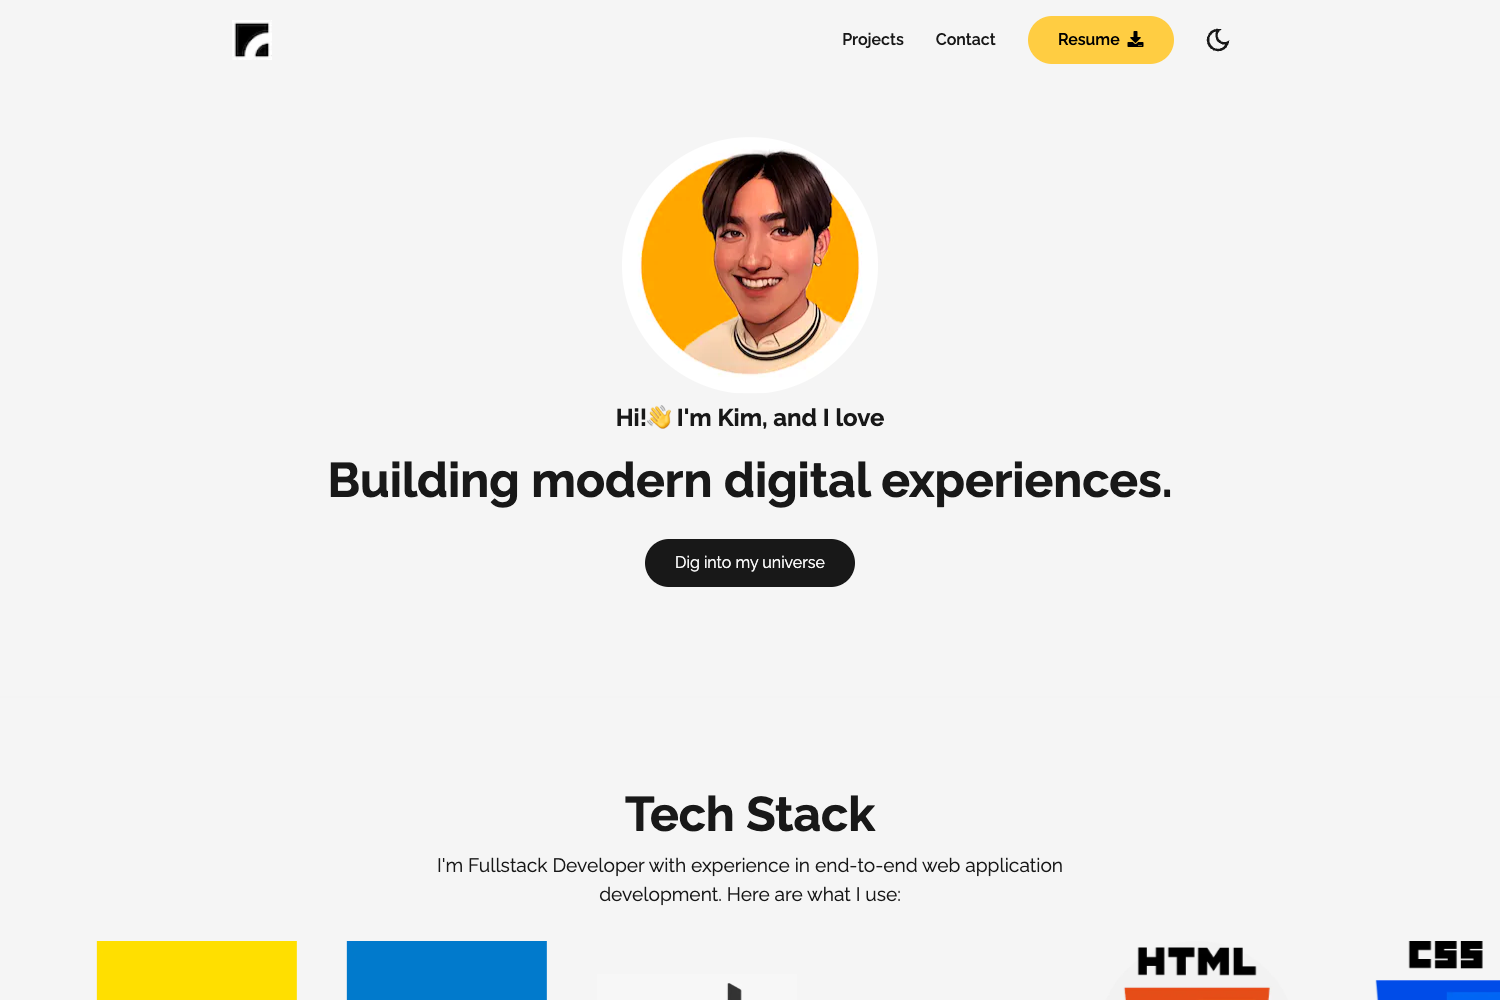 Projects
Contact
Resume
Hi!👋 I'm Kim, and I love
Building modern digital experiences.
Dig into my universe
Tech Stack
I'm Fullstack Developer with experience in end-to-end web application
development. Here are what I use:
HTML
CSS